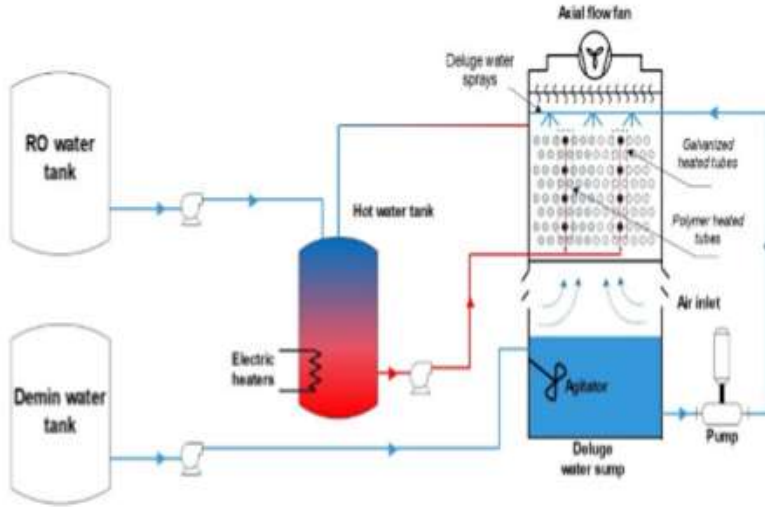 Axial flow fan
Deluge water
sprays
RO water
tank
Galvanized
heated tubes
Hot water tank
Polymer heated
tubes
Air inlet
Electric
heaters
Demin water
tank
Agitator
Pump
Deluge
water sump